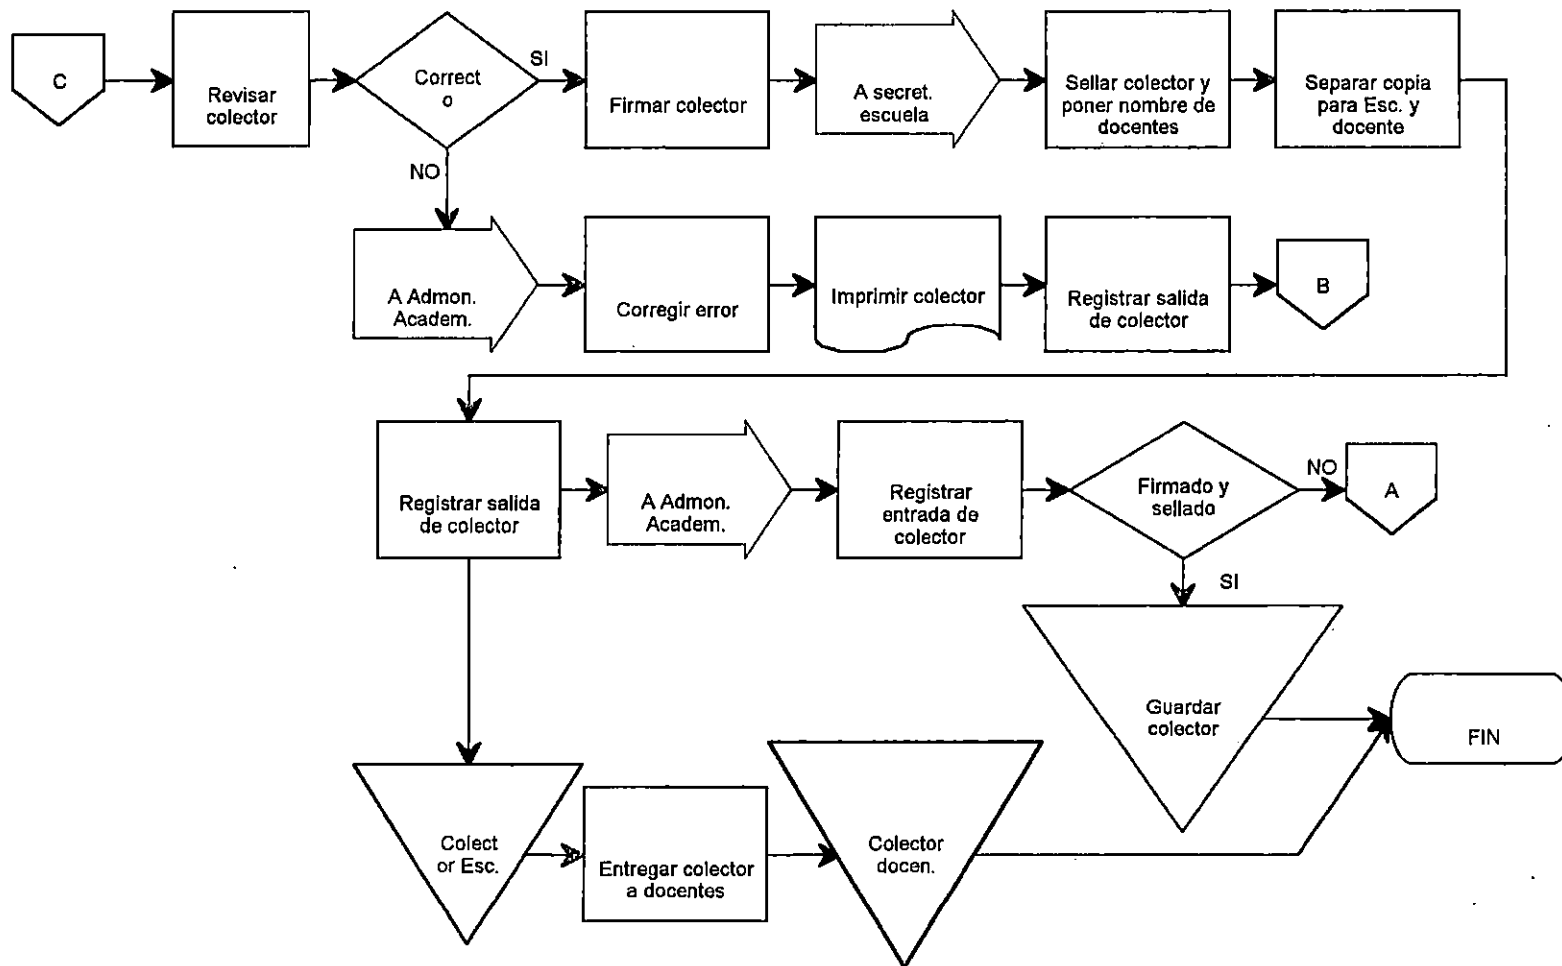 C
Revisar
colector
Correct
o
SI
NO
Firmar colector
A secret.
escuela
Sellar colector y
poner nombre de
docentes
Separar copia
para Esc. y
docente
A Admon.
Academ.
Corregir error
Imprimir colector
Registrar salida
de colector
B
Registrar salida
de colector
A Admon.
Academ.
Registrar
entrada de
colector
Firmado y
sellado
NO
A
SI
Guardar
colector
FIN
Colect
or Esc.
Entregar colector
a docentes
Colector
docen.